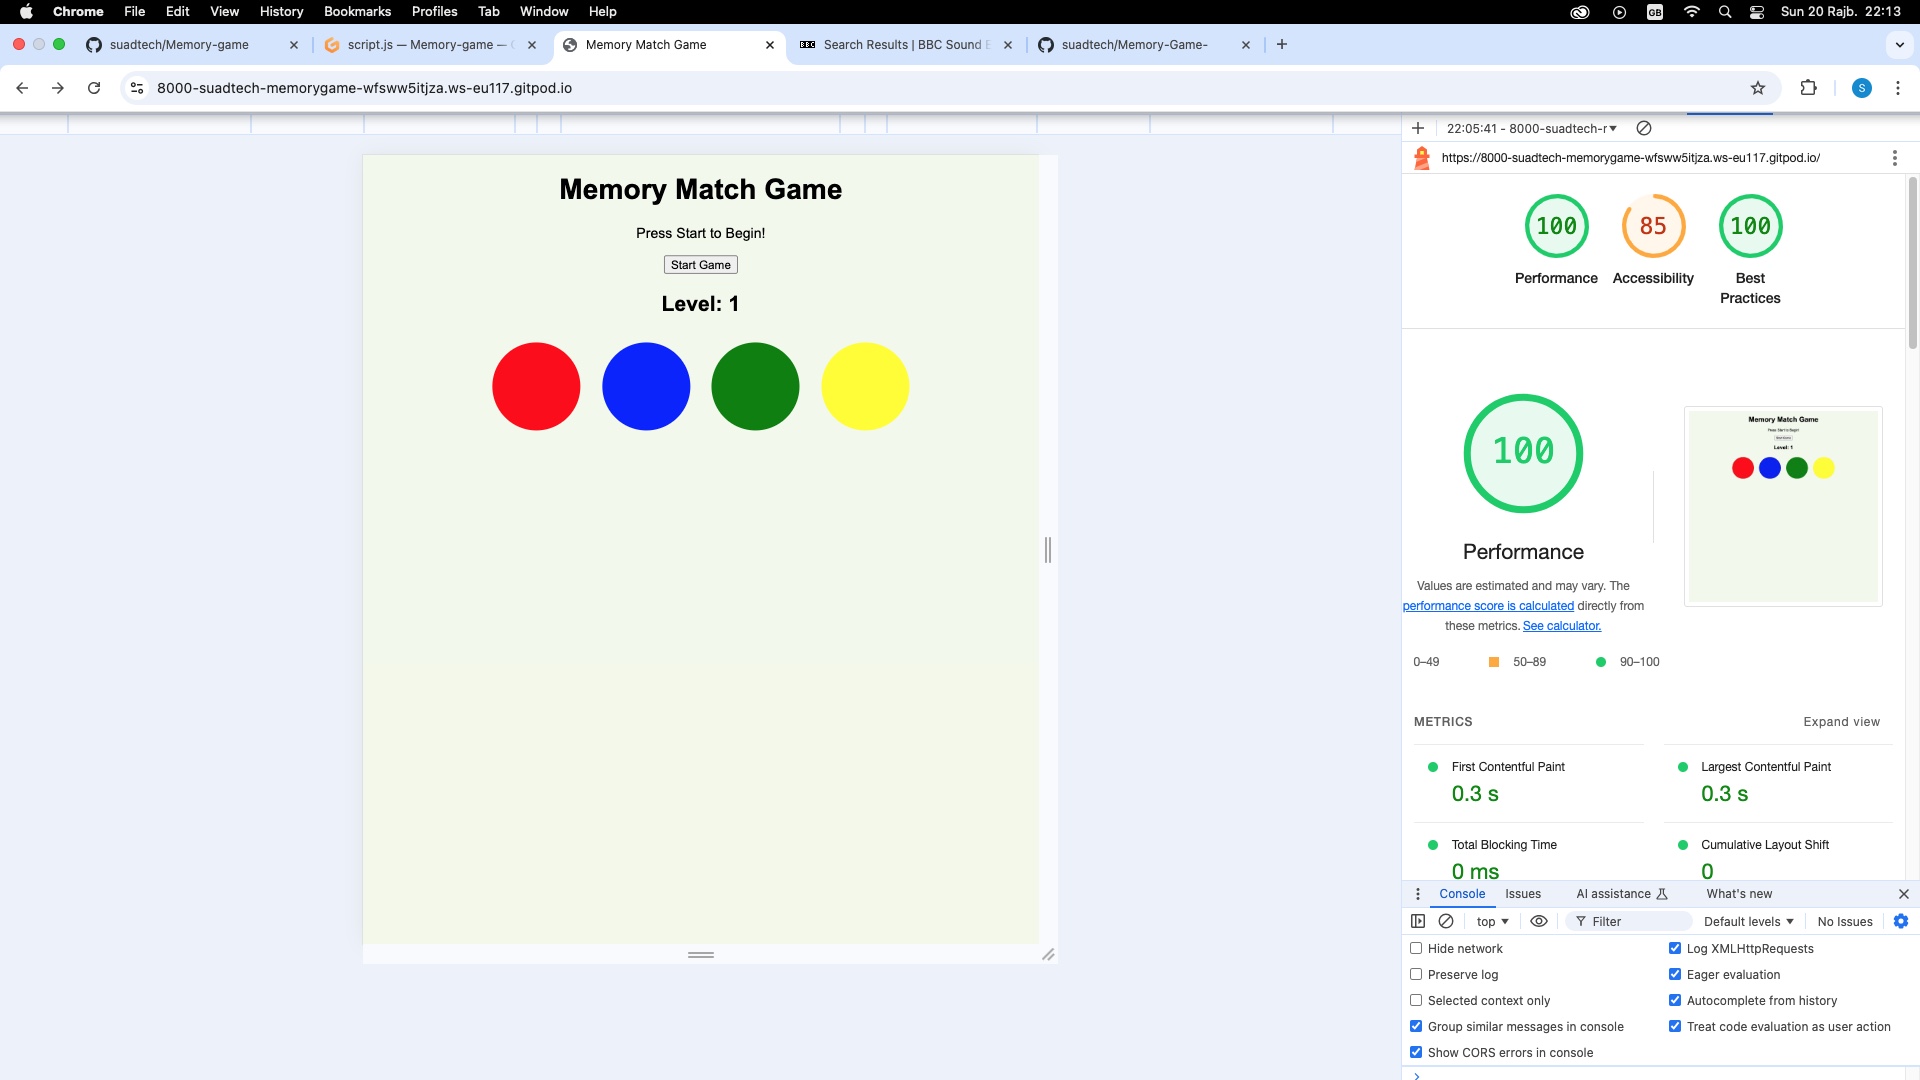 Chrome File Edit View History Bookmarks Profiles Tab Window Help GB Sun 20 Rajb. 22:13
suadtech/Memory-game
script.js — Memory-game —
Memory Match Game
BBC Search Results | BBC Sound
suadtech/Memory-Game-
8000-suadtech-memorygame-wfsww5itjza.ws-eu117.gitpod.io
S
Memory Match Game
Press Start to Begin!
Start Game
Level: 1
22:05:41 - 8000-suadtech-r
https://8000-suadtech-memorygame-wfsww5itjza.ws-eu117.gitpod.io/
100
Performance
85
Accessibility
100
Best
Practices
100
Performance
Values are estimated and may vary. The
performance score is calculated directly from
these metrics. See calculator.
0–49 50–89 90–100
Memory Match Game
Press Start to Begin!
Start Game
Level: 1
METRICS Expand view
First Contentful Paint
0.3 s
Largest Contentful Paint
0.3 s
Total Blocking Time
0 ms
Cumulative Layout Shift
0
Console Issues AI assistance What's new
top Filter Default levels No Issues
Hide network
Log XMLHttpRequests
Preserve log
Eager evaluation
Selected context only
Autocomplete from history
Group similar messages in console
Treat code evaluation as user action
Show CORS errors in console